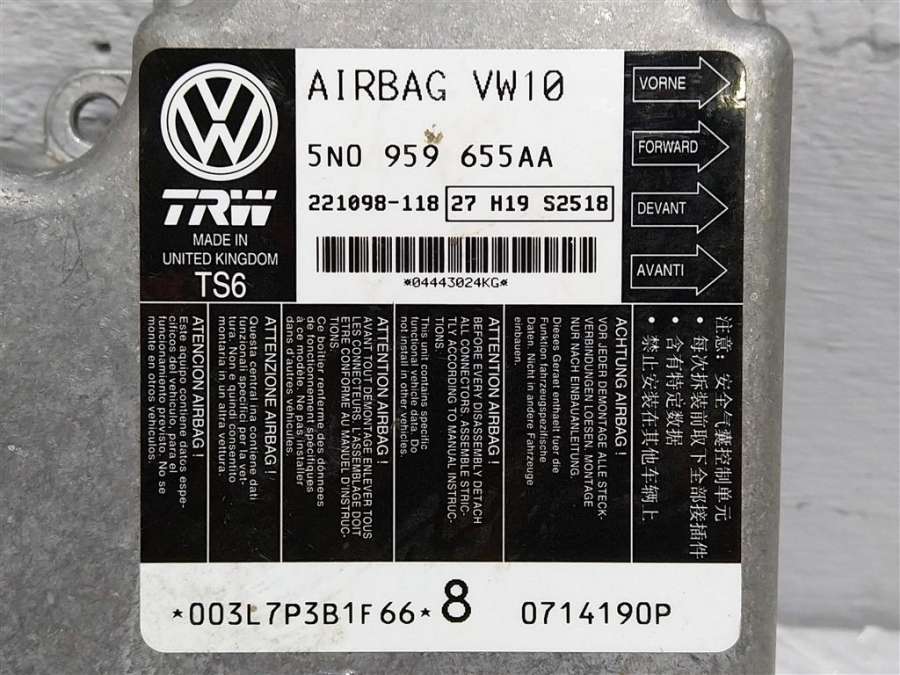 AIRBAG VW10
5N0 959 655AA
221098-118 27 H19 S2518
*04443024KG*
VW
TRW
MADE IN
UNITED KINGDOM
TS6
VORNE
FORWARD
DEVANT
AVANTI
注意: 安全气囊控制单元
• 每次拆装前取下全部接插件
• 含有特定数据
• 禁止安装在其他车辆上
ACHTUNG AIRBAG !
VOR JEDER DEMONTAGE ALLE STECK-
VERBINDUNGEN LOESEN. MONTAGE
NUR NACH EINBAUANLEITUNG.
Dieses Geraet enthaelt fuer die
Funktion fahrzeugspezifische
Daten. Nicht in andere Fahrzeuge
einbauen.
ATTENTION AIRBAG !
BEFORE EVERY DISASSEMBLY DETACH
ALL CONNECTORS. ASSEMBLE STRIC-
TLY ACCORDING TO MANUAL INSTRUC-
TIONS.
This unit contains specific
functional vehicle data. Do
not install in other vehicles.
ATTENTION AIRBAG !
AVANT TOUT DEMONTAGE ENLEVER TOUS
LES CONNECTEURS. L'ASSEMBLAGE DOIT
ETRE CONFORME AU MANUEL D'INSTRUC-
TIONS.
Ce boîtier renferme des données
de fonctionnement spécifiques
à ce modèle. Ne pas l'installer
dans d'autres véhicules.
ATTENZIONE AIRBAG !
Questa centralina contiene dati
funzionali specifici per la vet-
tura. Non è quindi consentito
montarla in un altra vettura.
ATENCION AIRBAG !
Este equipo contiene datos espe-
cificos del vehículo, para el
funcionamiento previsto. No se
monte en otros vehículos.
*003L7P3B1F66* 8 0714190P